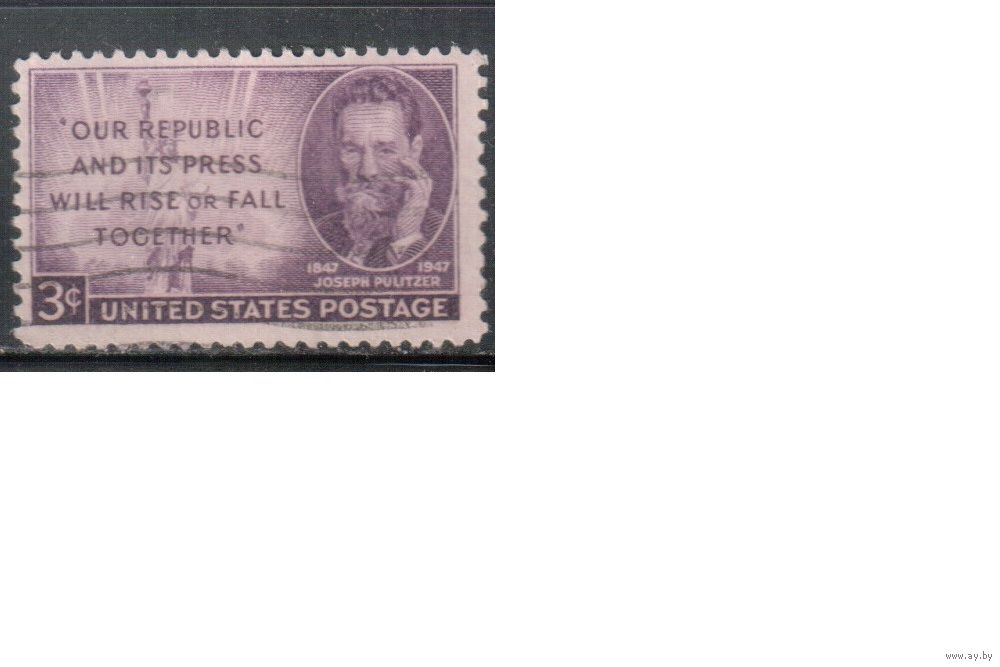 "OUR REPUBLIC
AND ITS PRESS
WILL RISE OR FALL
TOGETHER"
1847 1947
JOSEPH PULITZER
3¢ UNITED STATES POSTAGE
www.ay.by